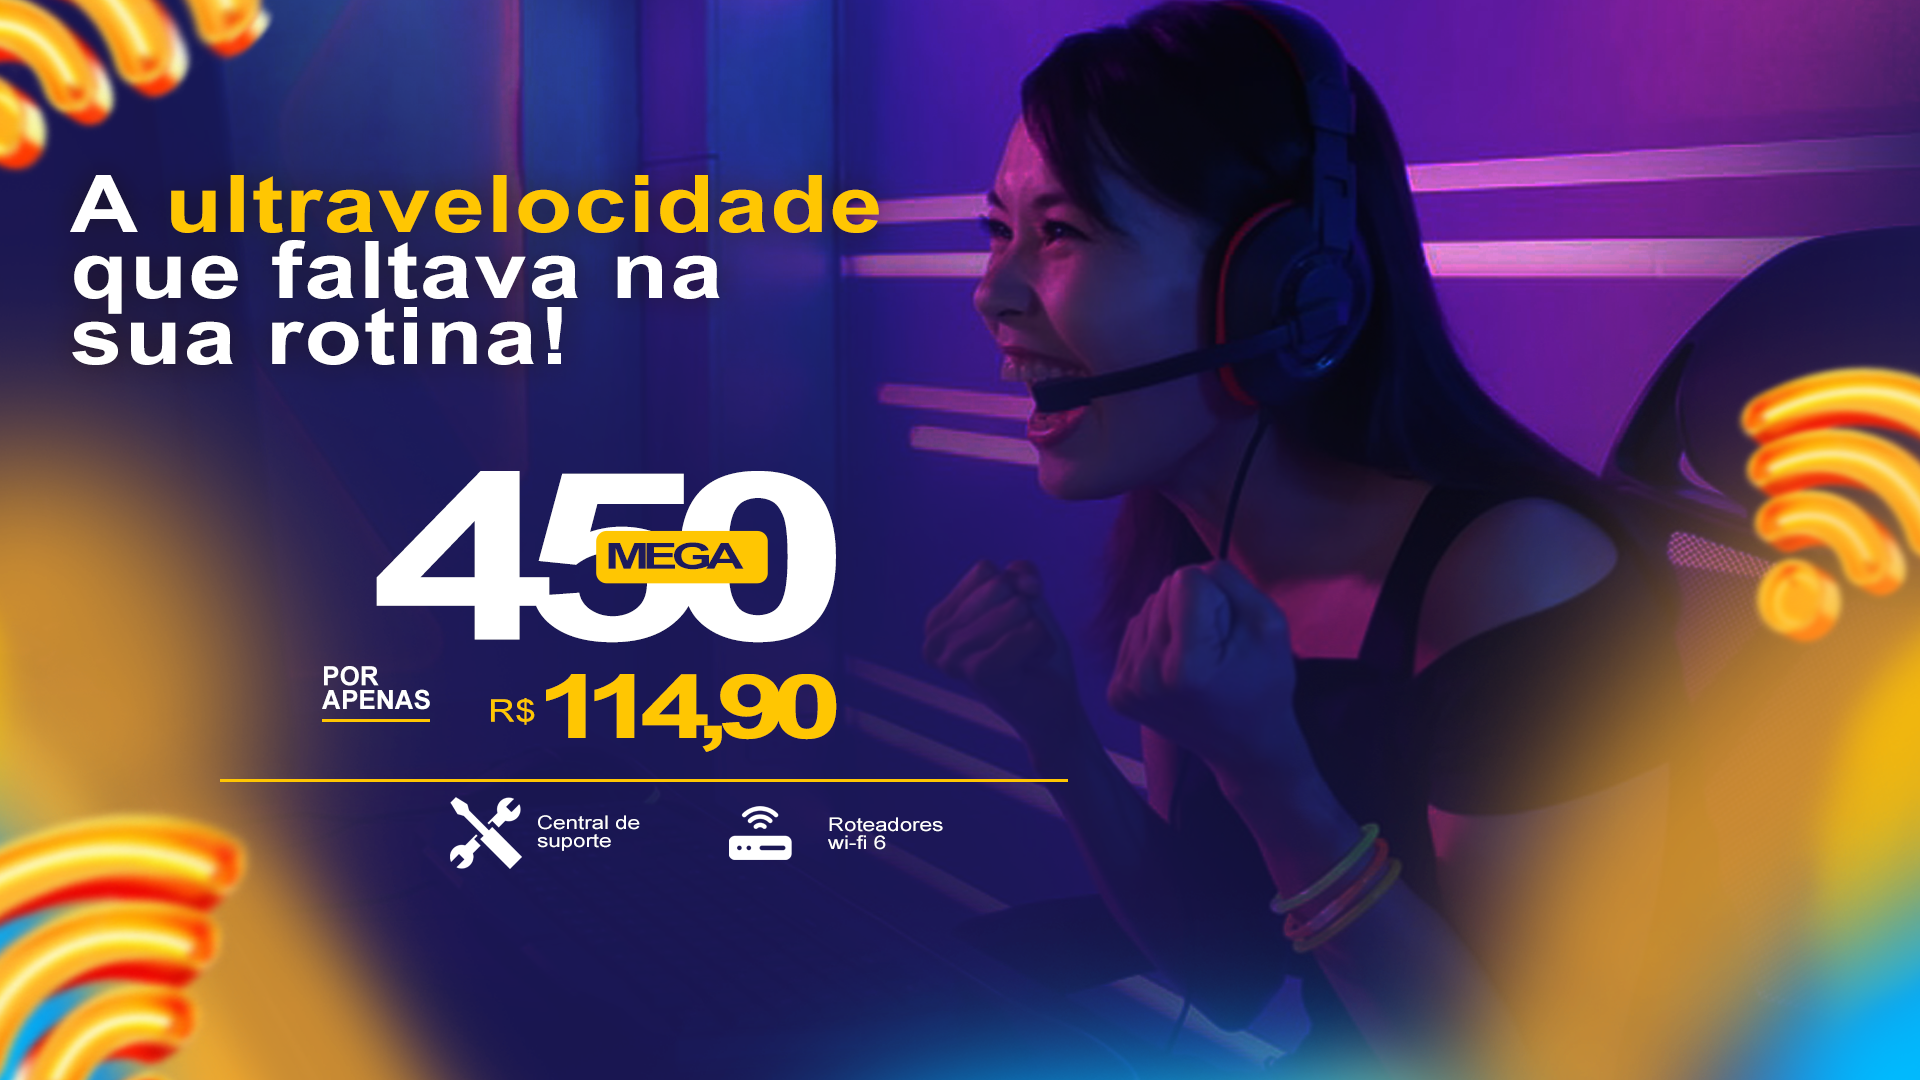 A ultravelocidade
que faltava na
sua rotina!
450
MEGA
POR
APENAS
R$ 114,90
Central de
suporte
Roteadores
wi-fi 6